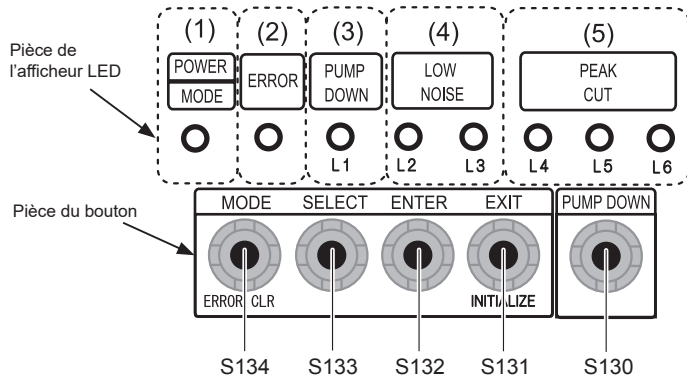 (1) (2) (3) (4) (5)
Pièce de
l'afficheur LED
POWER
MODE
ERROR
PUMP
DOWN
LOW
NOISE
PEAK
CUT
L1 L2 L3 L4 L5 L6
Pièce du bouton
MODE SELECT ENTER EXIT PUMP DOWN
ERROR CLR INITIALIZE
S134 S133 S132 S131 S130